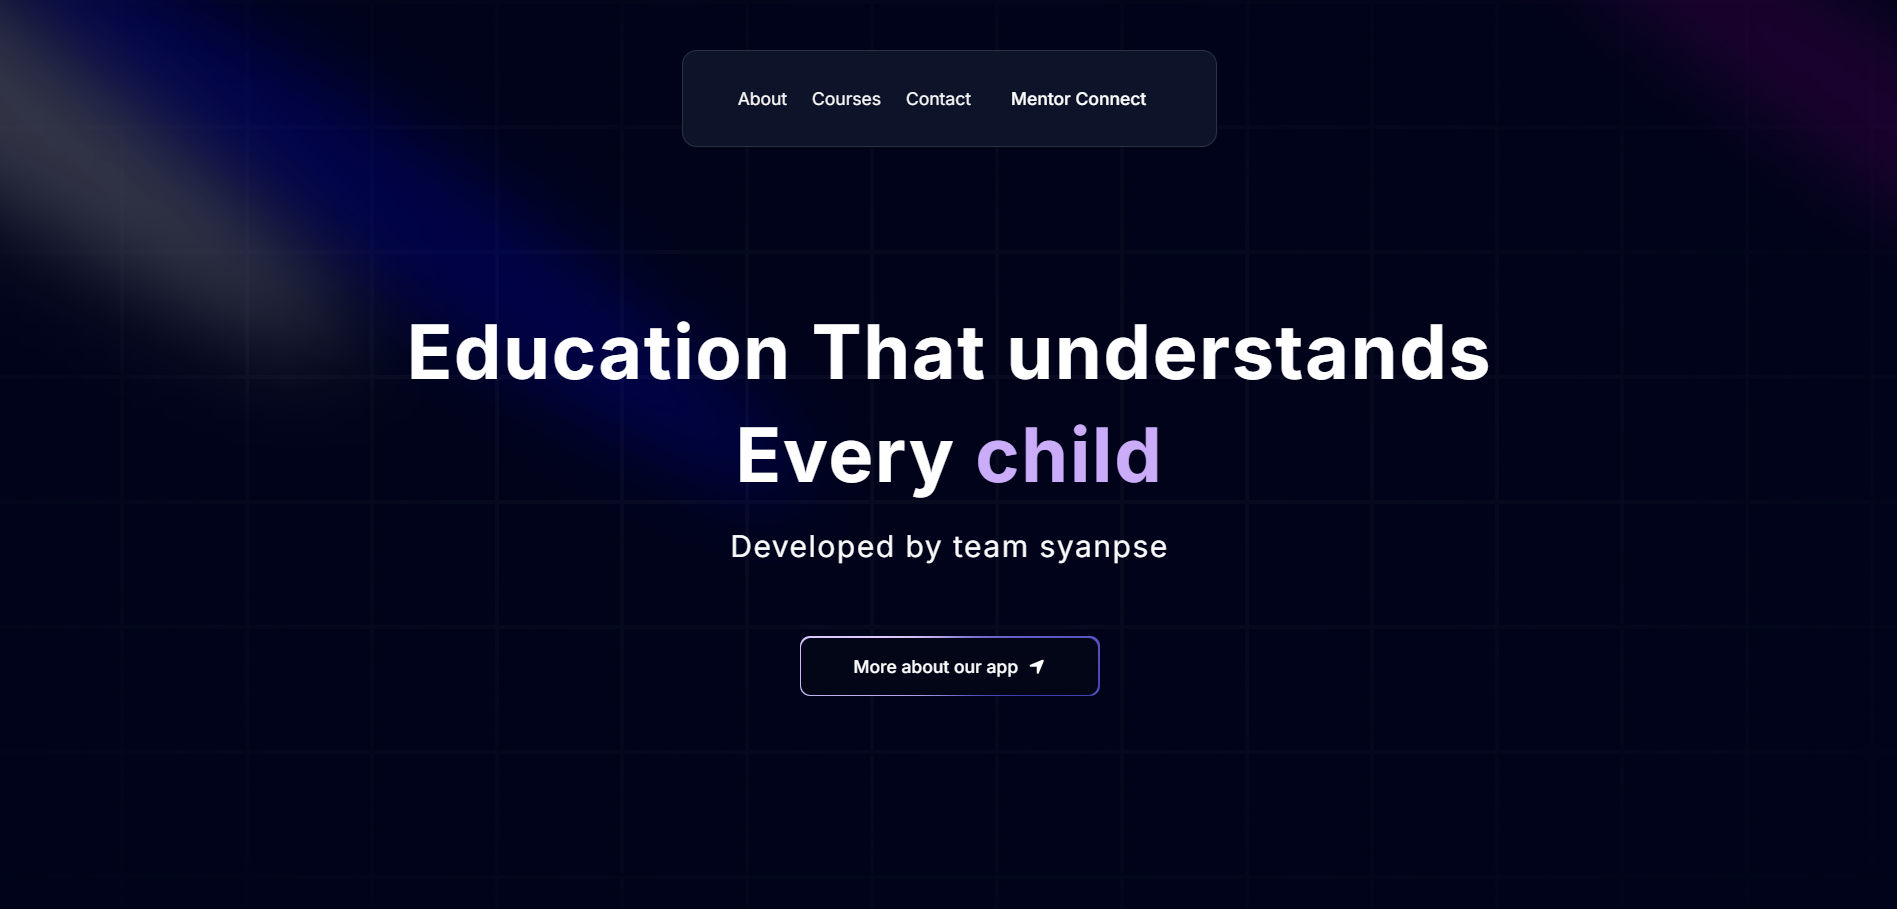 About Courses Contact Mentor Connect
Education That understands
Every child
Developed by team syanpse
More about our app